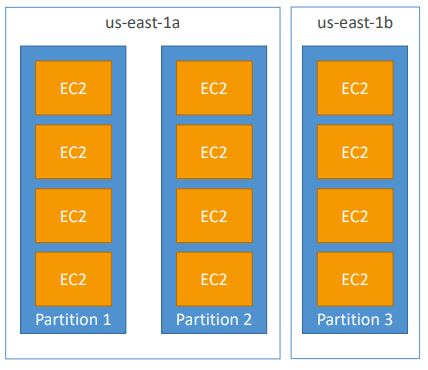 us-east-1a
EC2
EC2
EC2
EC2
Partition 1
EC2
EC2
EC2
EC2
Partition 2
us-east-1b
EC2
EC2
EC2
EC2
Partition 3